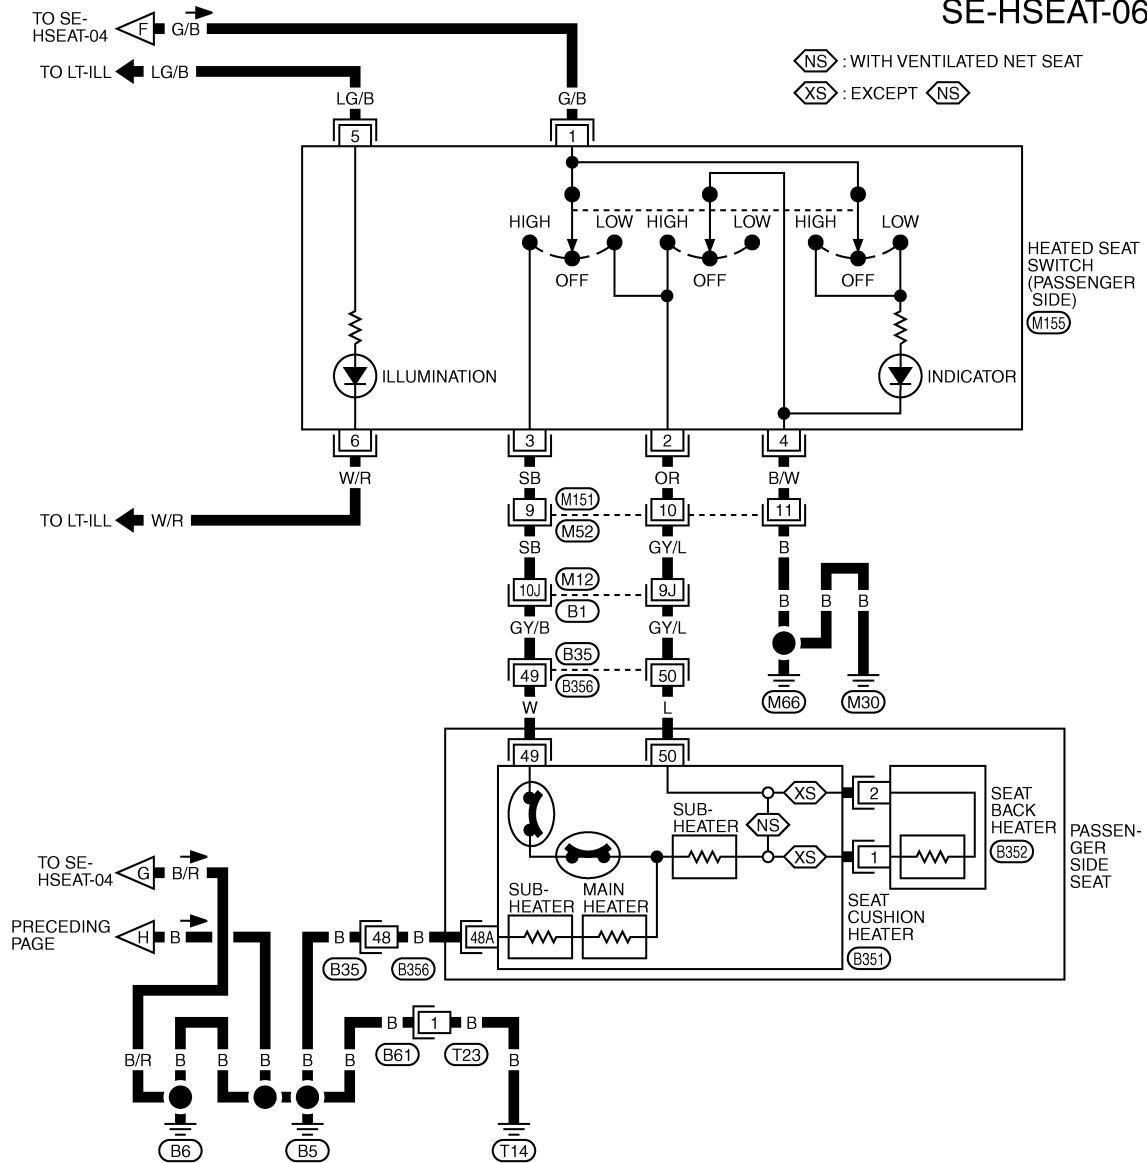 SE-HSEAT-06
TO SE-
HSEAT-04
F
G/B
TO LT-ILL
LG/B
NS : WITH VENTILATED NET SEAT
XS : EXCEPT NS
LG/B
G/B
5
1
HIGH
LOW
HIGH
LOW
HIGH
LOW
OFF
OFF
OFF
HEATED SEAT
SWITCH
(PASSENGER
SIDE)
M155
ILLUMINATION
INDICATOR
6
3
2
4
W/R
SB
OR
B/W
TO LT-ILL
W/R
9
M151
M52
10
11
SB
GY/L
B
10J
M12
B1
9J
B
B
B
GY/B
GY/L
49
B35
B356
50
W
L
M66
M30
49
50
XS
2
SEAT
BACK
HEATER
B352
SUB-
HEATER
NS
XS
1
PASSEN-
GER
SIDE
SEAT
TO SE-
HSEAT-04
G
B/R
SUB-
HEATER
MAIN
HEATER
SEAT
CUSHION
HEATER
B351
PRECEDING
PAGE
H
B
B
48
B
48A
B35
B356
B
1
B
B61
T23
B/R
B
B
B
B
B
B
B6
B5
T14